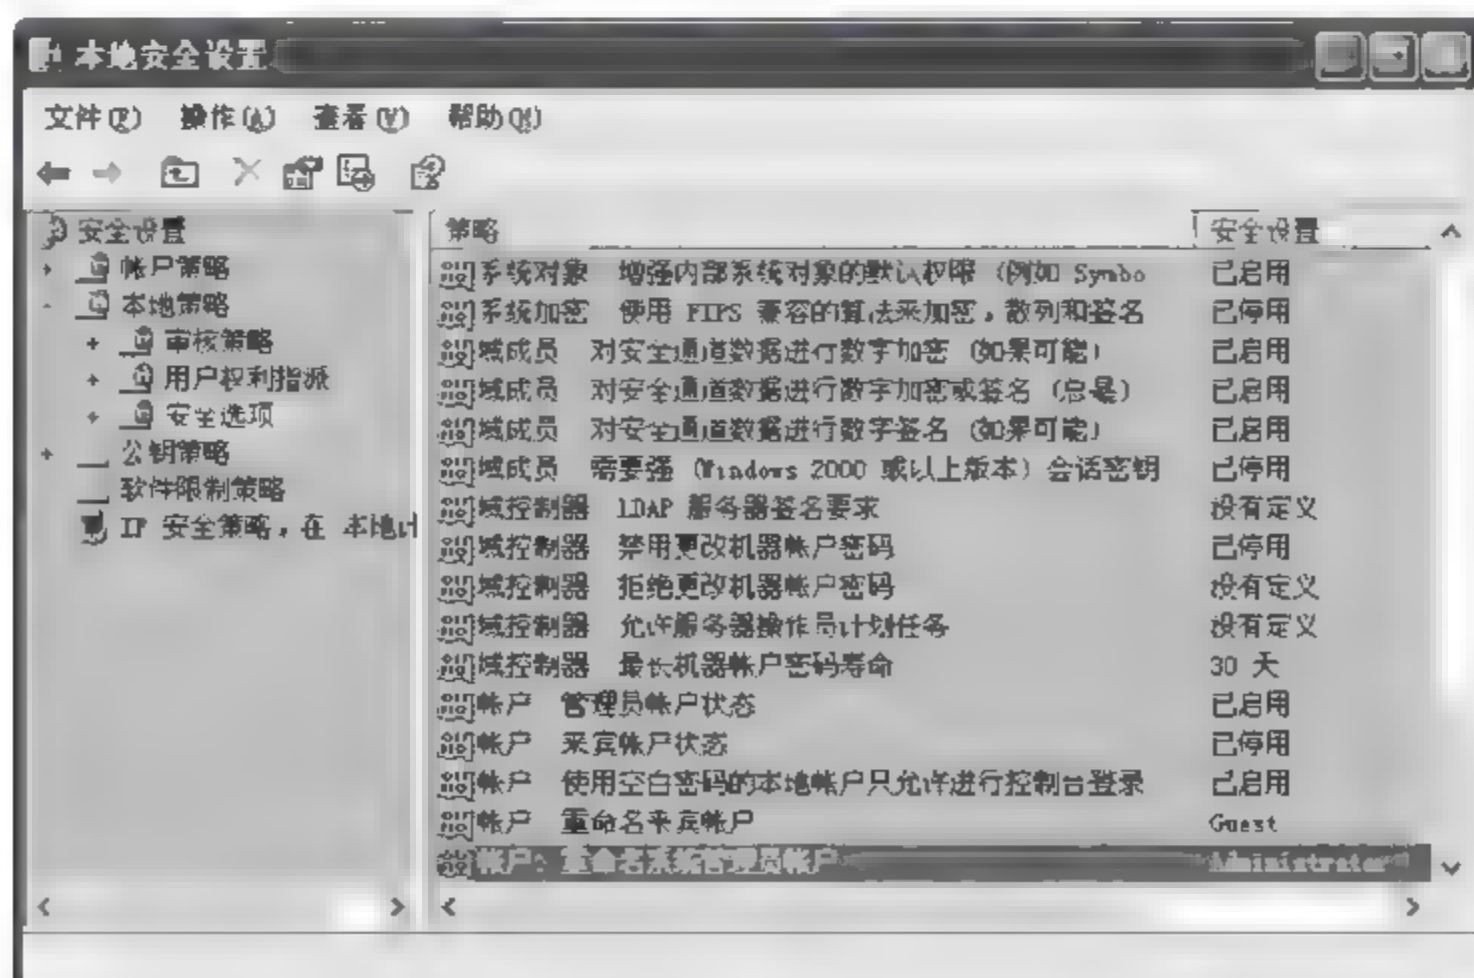 本地安全设置
文件(F) 操作(A) 查看(V) 帮助(H)
安全设置
帐户策略
本地策略
审核策略
用户权利指派
安全选项
公钥策略
软件限制策略
IP 安全策略，在 本地计
策略 安全设置
系统对象 增强内部系统对象的默认权限 (例如 Symbo 已启用
系统加密 使用 FIPS 兼容的算法来加密，散列和签名 已停用
域成员 对安全通道数据进行数字加密 (如果可能) 已启用
域成员 对安全通道数据进行数字加密或签名 (总是) 已启用
域成员 对安全通道数据进行数字签名 (如果可能) 已启用
域成员 需要强 (Windows 2000 或以上版本) 会话密钥 已停用
域控制器 LDAP 服务器签名要求 没有定义
域控制器 禁用更改机器帐户密码 已停用
域控制器 拒绝更改机器帐户密码 没有定义
域控制器 允许服务器操作员计划任务 没有定义
域控制器 最长机器帐户密码寿命 30 天
帐户 管理员帐户状态 已启用
帐户 来宾帐户状态 已停用
帐户 使用空白密码的本地帐户只允许进行控制台登录 已启用
帐户 重命名来宾帐户 Guest
帐户: 重命名系统管理员帐户 Administrator